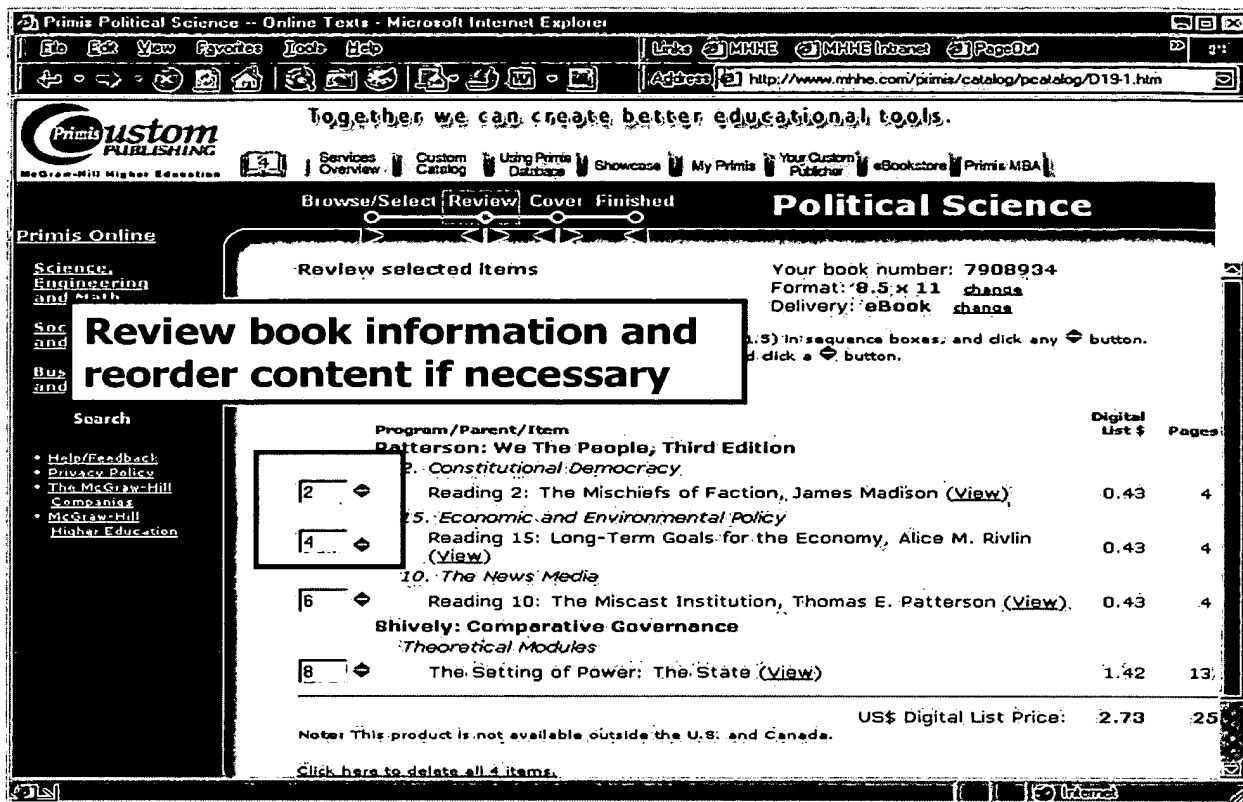 Primis Political Science -- Online Texts - Microsoft Internet Explorer
File Edit View Favorites Tools Help
Links MHHE MHHE Intranet PageOut
Address http://www.mhhe.com/primis/catalog/pcatalog/D19-1.htm
Together we can create better educational tools.
Primis Custom
PUBLISHING
McGraw-Hill Higher Education
Services Overview Custom Catalog Using Primis Database Showcase My Primis Your Custom Publisher eBookstore Primis MBA
Browse/Select Review Cover Finished
Political Science
Primis Online
Science,
Engineering
and Math
Soc
and
Bus
and
Search
• Help/Feedback
• Privacy Policy
• The McGraw-Hill
Companies
• McGraw-Hill
Higher Education
Review selected items
Your book number: 7908934
Format: 8.5 x 11 change
Delivery: eBook change
Review book information and
reorder content if necessary
1.5) in sequence boxes, and click any button.
d click a button.
Program/Parent/Item
Digital
List $ Pages
Patterson: We The People, Third Edition
2. Constitutional Democracy
2 Reading 2: The Mischiefs of Faction, James Madison (View) 0.43 4
15. Economic and Environmental Policy
4 Reading 15: Long-Term Goals for the Economy, Alice M. Rivlin
(View) 0.43 4
10. The News Media
6 Reading 10: The Miscast Institution, Thomas E. Patterson (View) 0.43 4
Shively: Comparative Governance
Theoretical Modules
8 The Setting of Power: The State (View) 1.42 13
US$ Digital List Price: 2.73 25
Note: This product is not available outside the U.S. and Canada.
Click here to delete all 4 items.
Internet